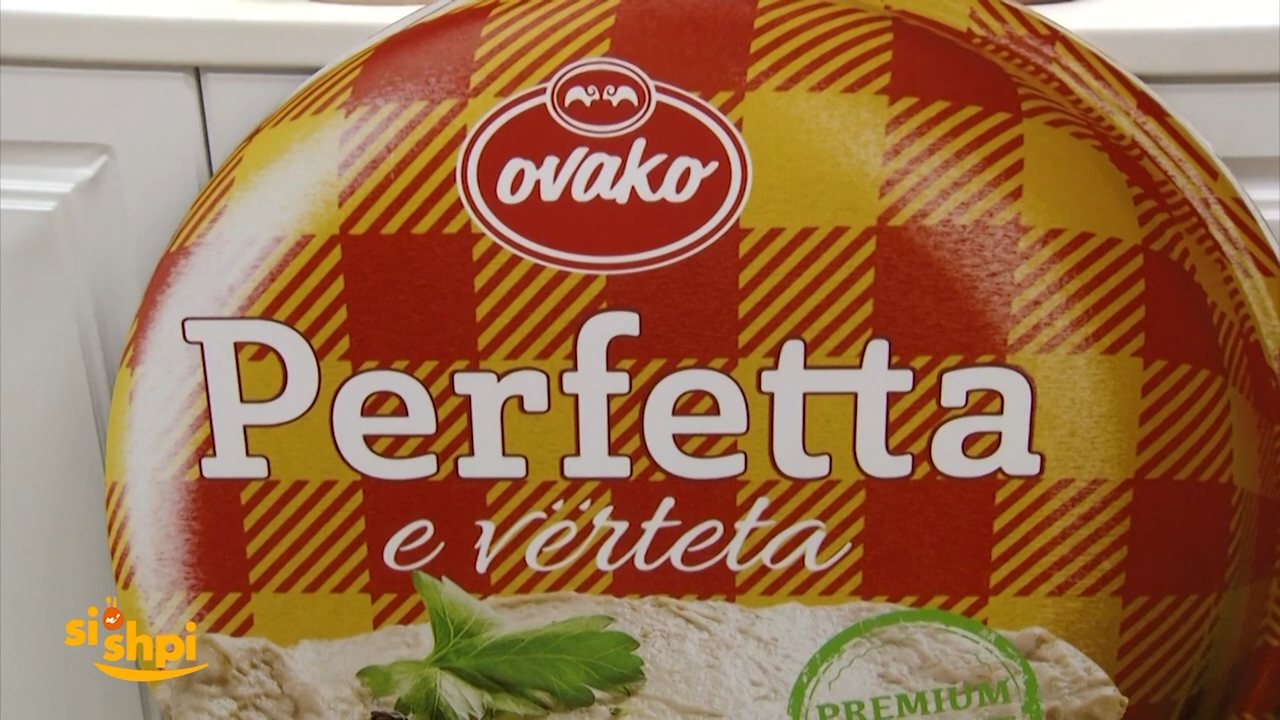 ovako
Perfetta
e vërteta
PREMIUM
si n'
shpi